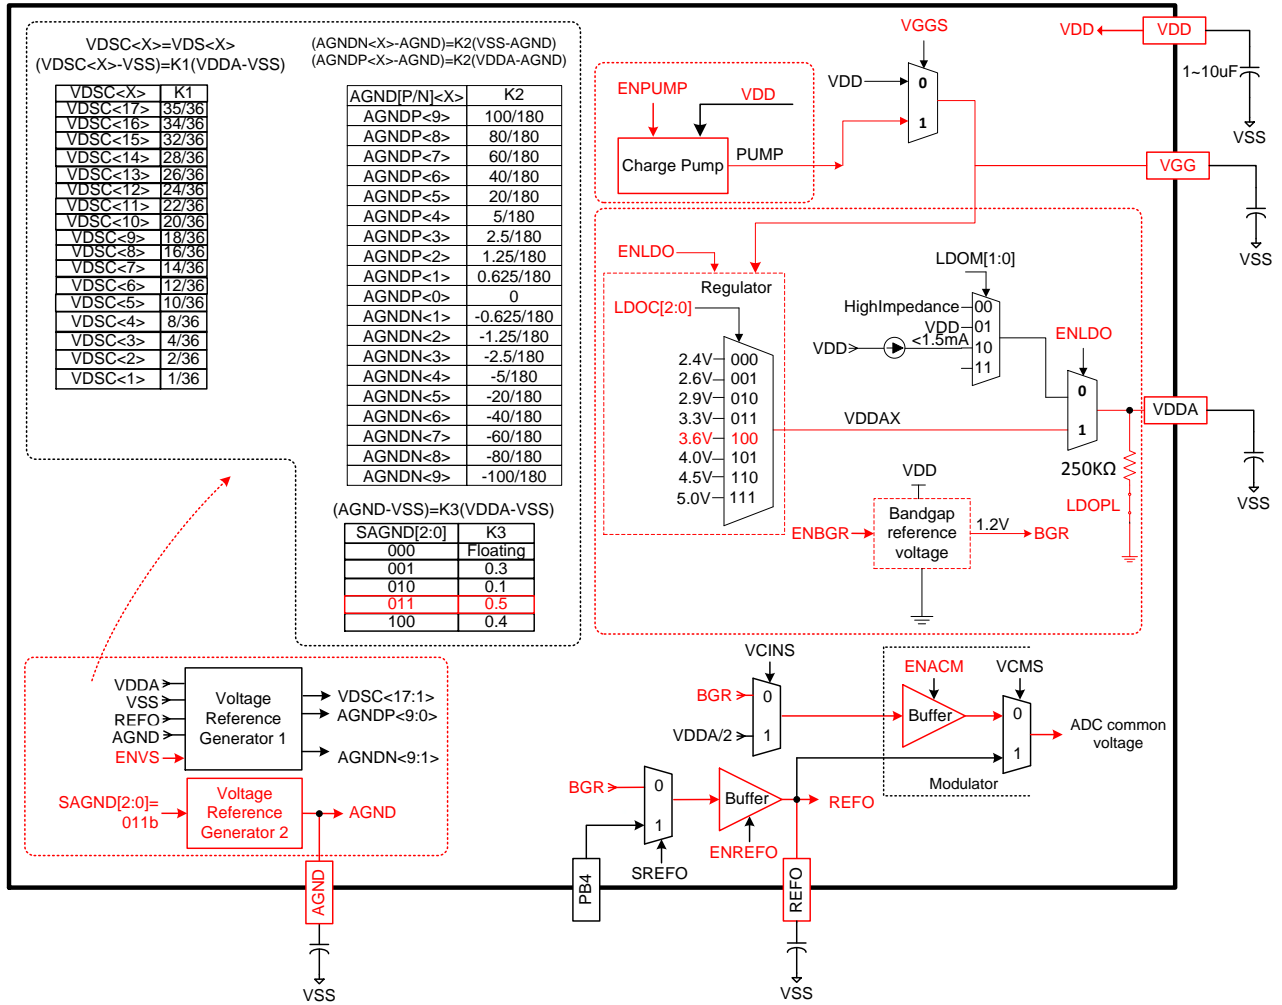 VDSC<X>=VDS<X>
(VDSC<X>-VSS)=K1(VDDA-VSS)
VDSC<X> K1
VDSC<17> 35/36
VDSC<16> 34/36
VDSC<15> 32/36
VDSC<14> 28/36
VDSC<13> 26/36
VDSC<12> 24/36
VDSC<11> 22/36
VDSC<10> 20/36
VDSC<9> 18/36
VDSC<8> 16/36
VDSC<7> 14/36
VDSC<6> 12/36
VDSC<5> 10/36
VDSC<4> 8/36
VDSC<3> 4/36
VDSC<2> 2/36
VDSC<1> 1/36
(AGNDN<X>-AGND)=K2(VSS-AGND)
(AGNDP<X>-AGND)=K2(VDDA-AGND)
AGND[P/N]<X> K2
AGNDP<9> 100/180
AGNDP<8> 80/180
AGNDP<7> 60/180
AGNDP<6> 40/180
AGNDP<5> 20/180
AGNDP<4> 5/180
AGNDP<3> 2.5/180
AGNDP<2> 1.25/180
AGNDP<1> 0.625/180
AGNDP<0> 0
AGNDN<1> -0.625/180
AGNDN<2> -1.25/180
AGNDN<3> -2.5/180
AGNDN<4> -5/180
AGNDN<5> -20/180
AGNDN<6> -40/180
AGNDN<7> -60/180
AGNDN<8> -80/180
AGNDN<9> -100/180
(AGND-VSS)=K3(VDDA-VSS)
SAGND[2:0] K3
000 Floating
001 0.3
010 0.1
011 0.5
100 0.4
ENPUMP
VDD
Charge Pump
PUMP
VGGS
VDD
0
1
VDD
VDD
1~10uF
VSS
VGG
VSS
ENLDO
Regulator
LDOC[2:0]
2.4V 000
2.6V 001
2.9V 010
3.3V 011
3.6V 100
4.0V 101
4.5V 110
5.0V 111
VDDAX
LDOM[1:0]
HighImpedance 00
VDD 01
VDD <1.5mA 10
11
ENLDO
0
1
VDDA
VSS
250KΩ
LDOPL
VDD
ENBGR
Bandgap
reference
voltage
1.2V
BGR
VDDA
VSS
REFO
AGND
ENVS
Voltage
Reference
Generator 1
VDSC<17:1>
AGNDP<9:0>
AGNDN<9:1>
SAGND[2:0]=
011b
Voltage
Reference
Generator 2
AGND
AGND
VSS
VCINS
BGR 0
VDDA/2 1
ENACM
Buffer
VCMS
0
1
Modulator
ADC common
voltage
BGR 0
1
SREFO
PB4
Buffer
ENREFO
REFO
REFO
VSS